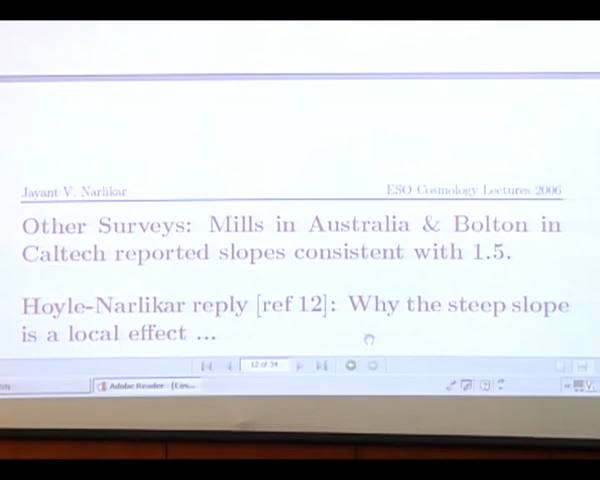 Jayant V. Narlikar
ESO Cosmology Lectures 2006
Other Surveys: Mills in Australia & Bolton in
Caltech reported slopes consistent with 1.5.
Hoyle-Narlikar reply [ref 12]: Why the steep slope
is a local effect ...
12 of 34
Adobe Reader - [Cos...